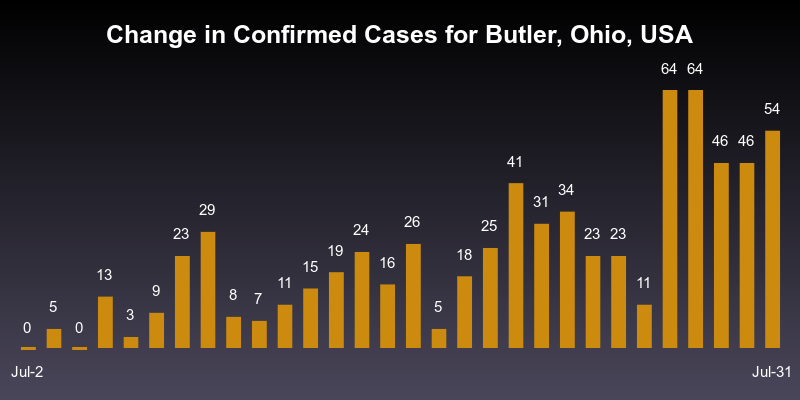 Change in Confirmed Cases for Butler, Ohio, USA
0 5 0 13 3 9 23 29 8 7 11 15 19 24 16 26 5 18 25 41 31 34 23 23 11 64 64 46 46 54
Jul-2 Jul-31